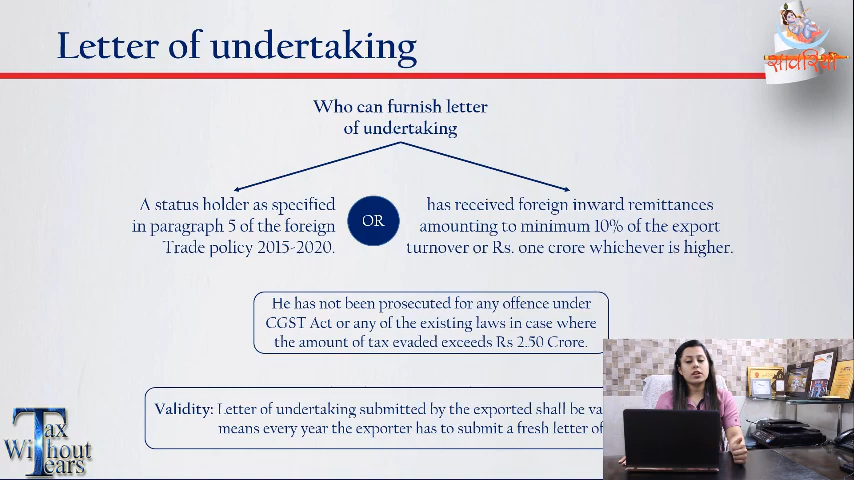 Letter of undertaking
सावरिया
Who can furnish letter
of undertaking
A status holder as specified
in paragraph 5 of the foreign
Trade policy 2015-2020.
OR
has received foreign inward remittances
amounting to minimum 10% of the export
turnover or Rs. one crore whichever is higher.
He has not been prosecuted for any offence under
CGST Act or any of the existing laws in case where
the amount of tax evaded exceeds Rs 2.50 Crore.
Validity: Letter of undertaking submitted by the exported shall be va
means every year the exporter has to submit a fresh letter of
Tax
Without
Tears